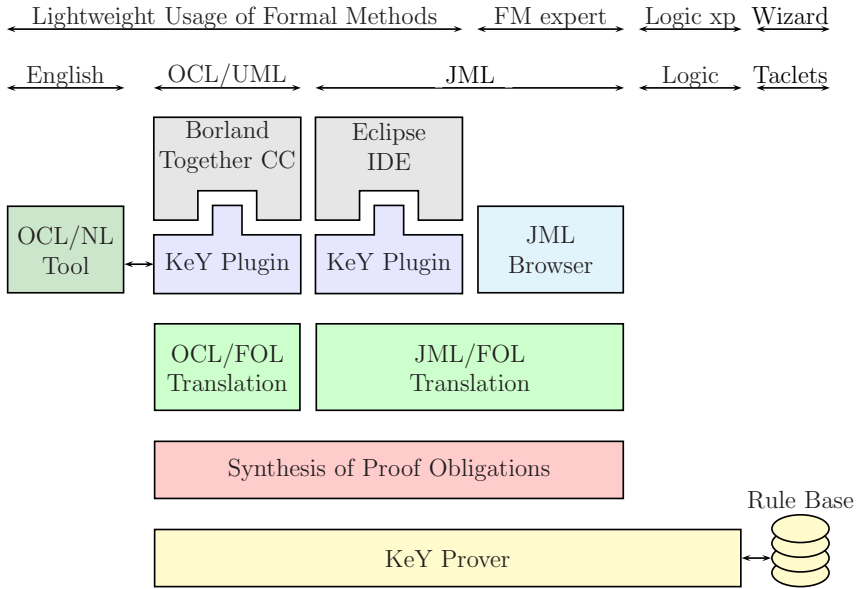 Lightweight Usage of Formal Methods FM expert Logic xp Wizard
English OCL/UML JML Logic Taclets
Borland
Together CC
Eclipse
IDE
OCL/NL
Tool
KeY Plugin
KeY Plugin
JML
Browser
OCL/FOL
Translation
JML/FOL
Translation
Synthesis of Proof Obligations
Rule Base
KeY Prover